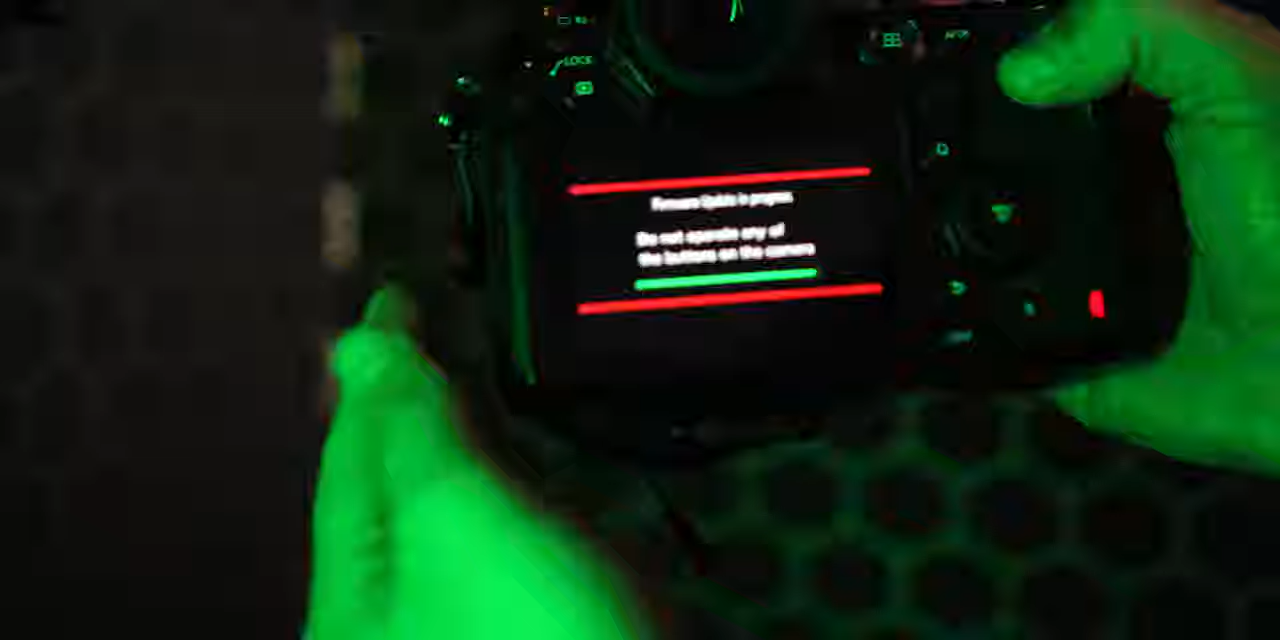 LOCK
Firmware Update in progress.
Do not operate any of
the buttons on the camera
Q